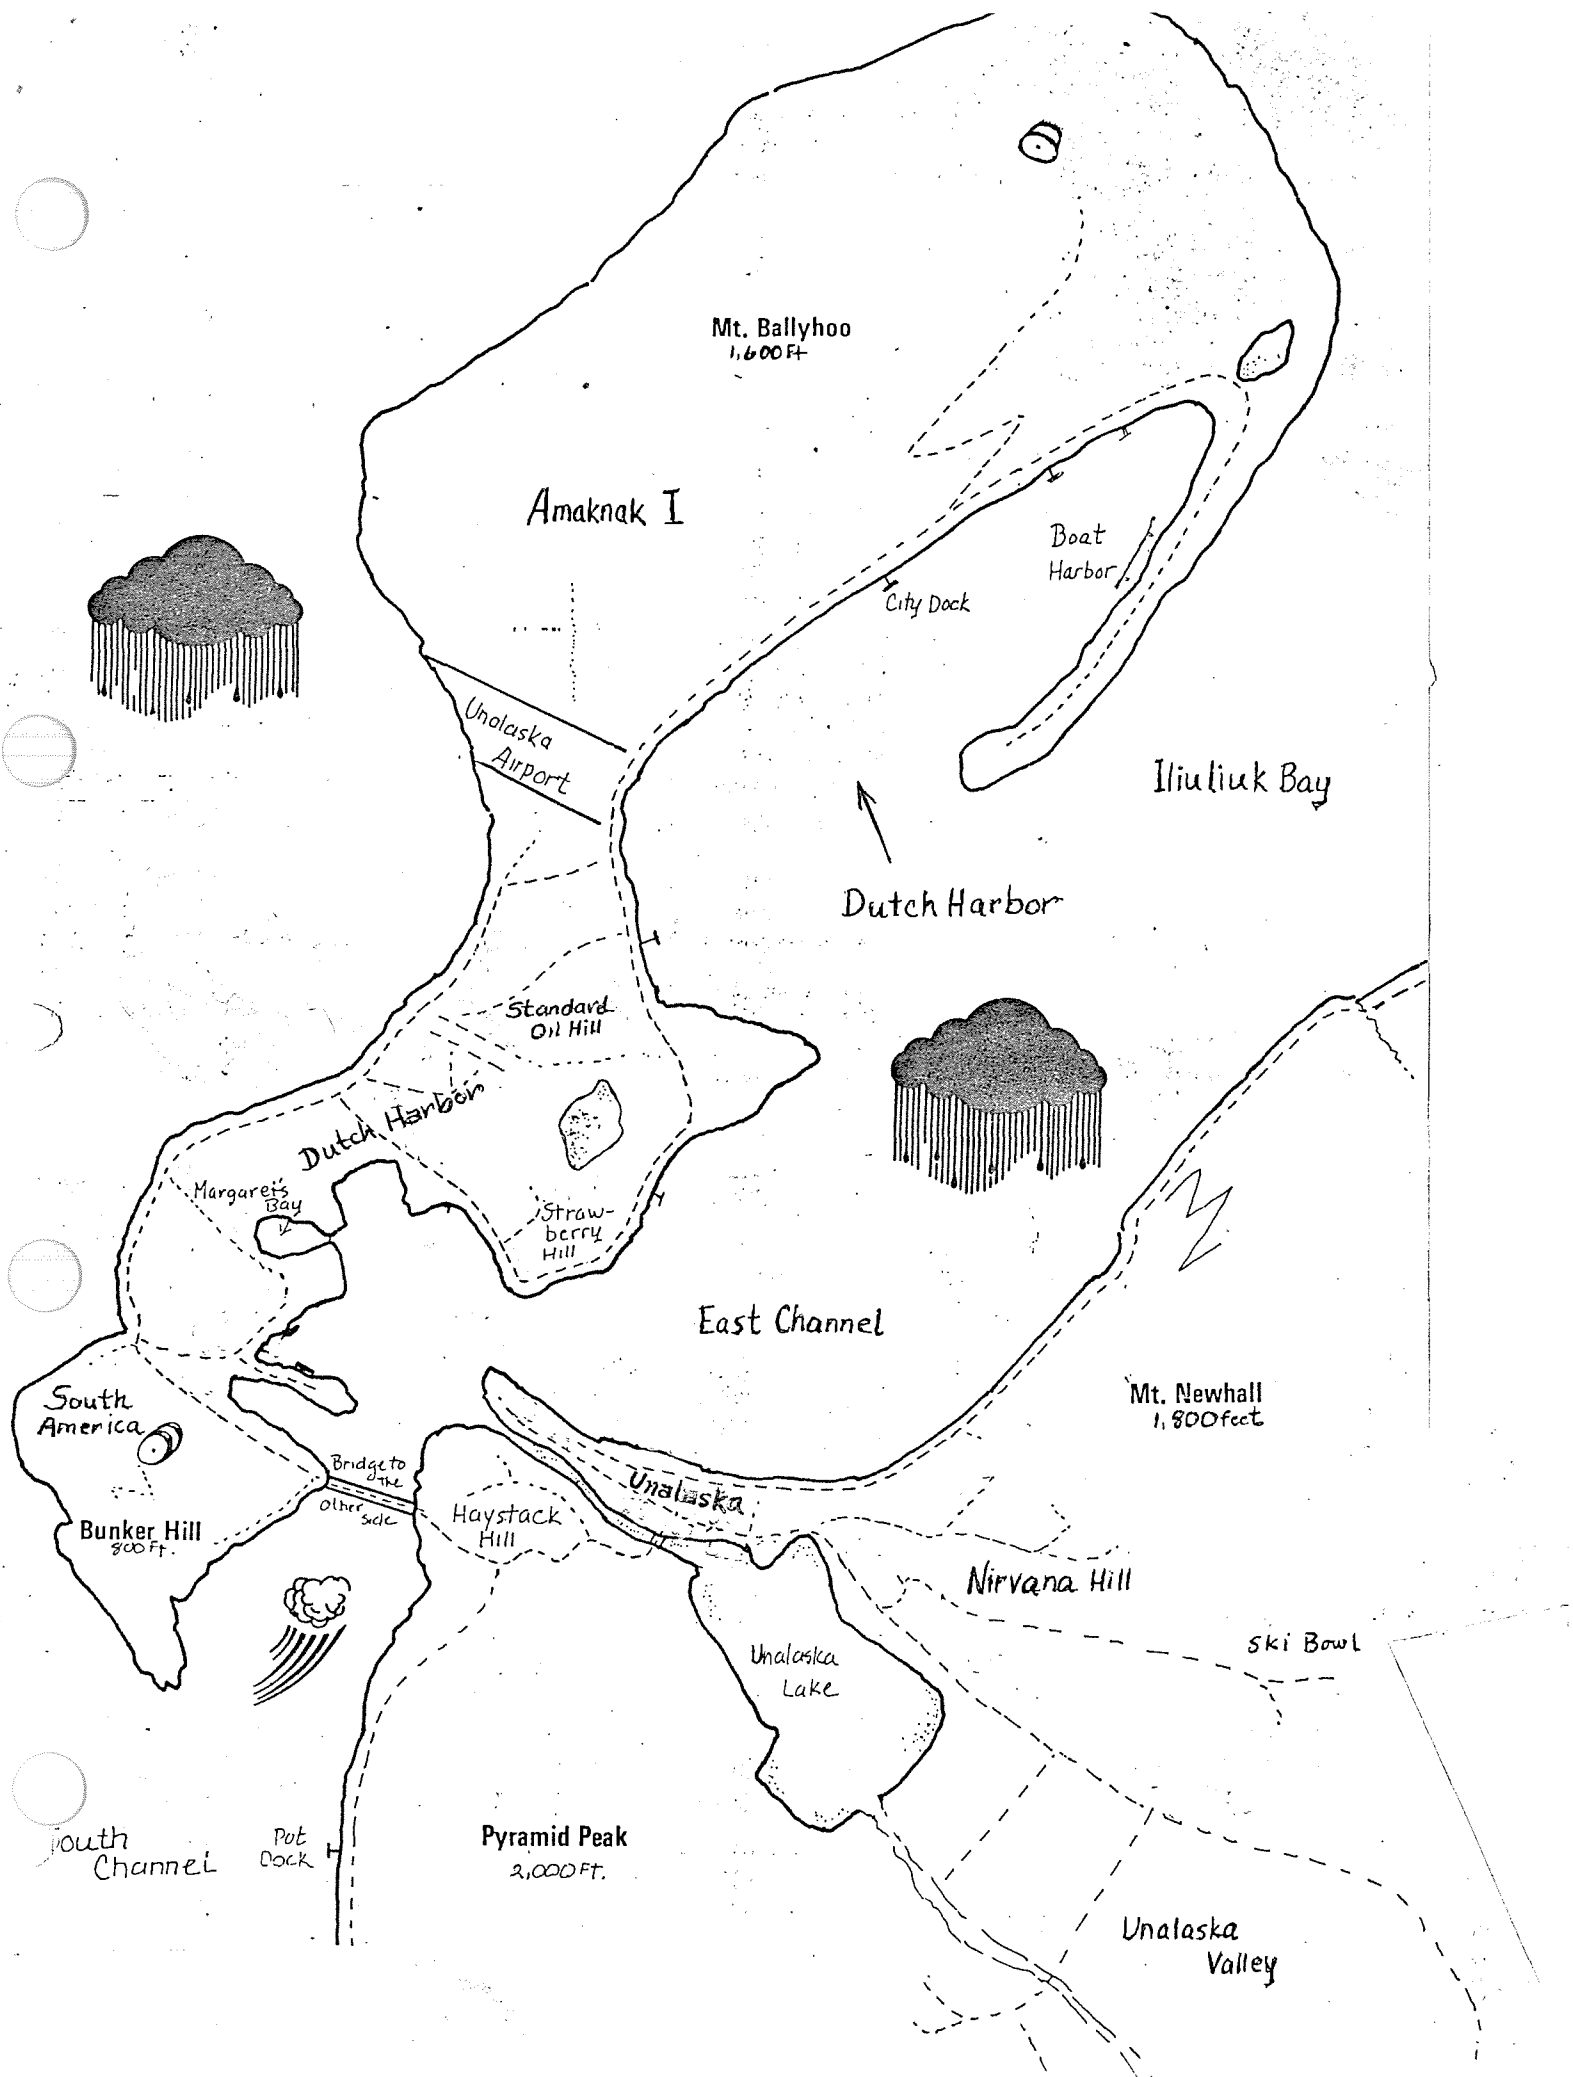 Mt. Ballyhoo
1,600 Ft
Amaknak I
Boat
Harbor
City Dock
Unalaska
Airport
Iliuliuk Bay
Dutch Harbor
Standard
Oil Hill
Dutch Harbor
Margaret's
Bay
Straw-
berry
Hill
East Channel
South
America
Mt. Newhall
1,800 feet
Bridge to
the
Other
side
Unalaska
Haystack
Hill
Bunker Hill
800 Ft.
Nirvana Hill
Ski Bowl
Unalaska
Lake
South
Channel
Pot
Dock
Pyramid Peak
2,000 Ft.
Unalaska
Valley